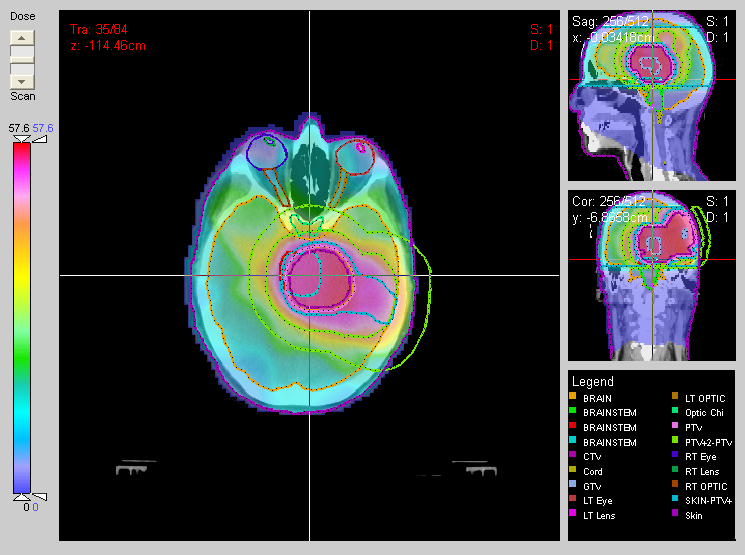 Dose
Scan
57.6 57.6
0 0
Tra: 35/84
z: -114.46cm
S: 1
D: 1
Sag: 256/512
x: -0.03418cm
S: 1
D: 1
Cor: 256/512
y: -6.8658cm
S: 1
D: 1
Legend
BRAIN
BRAINSTEM
BRAINSTEM
BRAINSTEM
CTv
Cord
GTv
LT Eye
LT Lens
LT OPTIC
Optic Chi
PTv
PTV+2-PTV
RT Eye
RT Lens
RT OPTIC
SKIN-PTV+
Skin